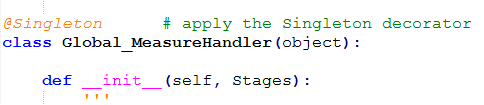 @Singleton # apply the Singleton decorator
class Global_MeasureHandler(object):
def __init__(self, Stages):
'''